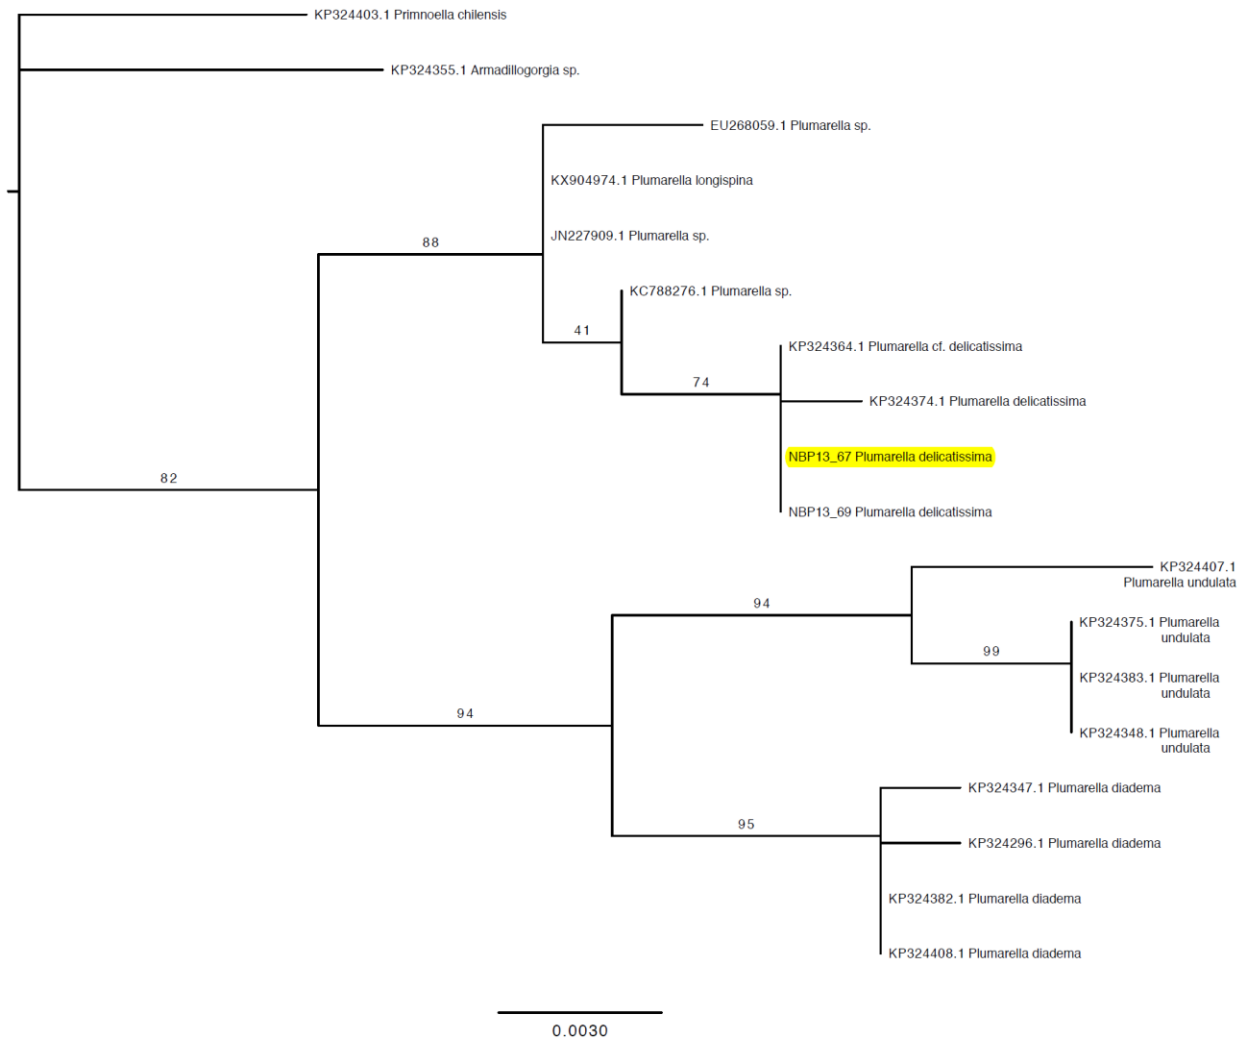 KP324403.1 Primnoella chilensis
KP324355.1 Armadillogorgia sp.
EU268059.1 Plumarella sp.
KX904974.1 Plumarella longispina
JN227909.1 Plumarella sp.
88
KC788276.1 Plumarella sp.
41
KP324364.1 Plumarella cf. delicatissima
74
KP324374.1 Plumarella delicatissima
NBP13_67 Plumarella delicatissima
82
NBP13_69 Plumarella delicatissima
KP324407.1
Plumarella undulata
94
KP324375.1 Plumarella
undulata
99
KP324383.1 Plumarella
undulata
94
KP324348.1 Plumarella
undulata
KP324347.1 Plumarella diadema
95
KP324296.1 Plumarella diadema
KP324382.1 Plumarella diadema
KP324408.1 Plumarella diadema
0.0030